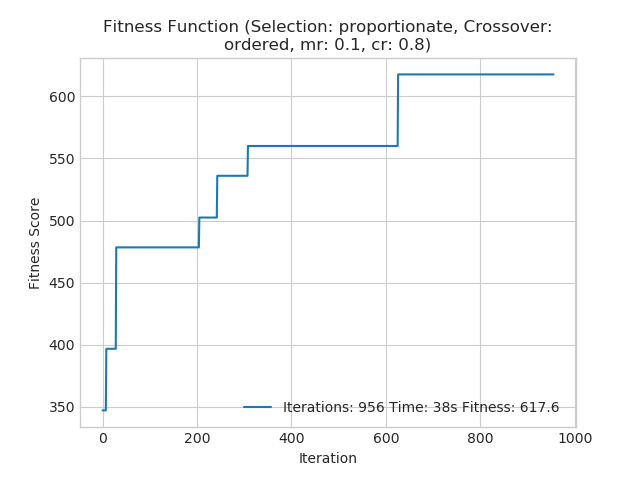 Fitness Function (Selection: proportionate, Crossover:
ordered, mr: 0.1, cr: 0.8)
Fitness Score
600
550
500
450
400
350
Iterations: 956 Time: 38s Fitness: 617.6
0 200 400 600 800 1000
Iteration